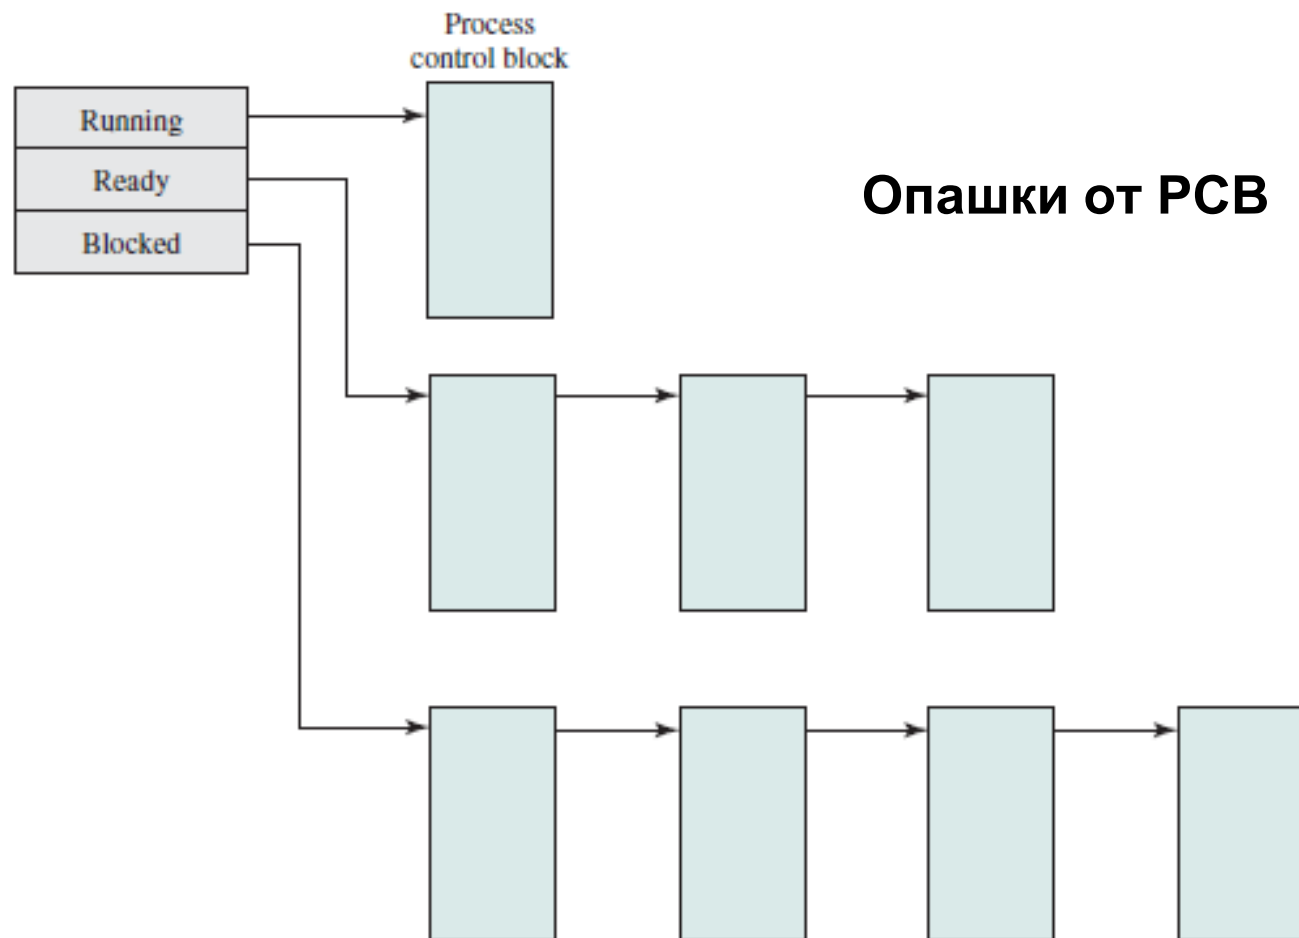 Process
control block
Running
Ready
Blocked
Опашки от PCB